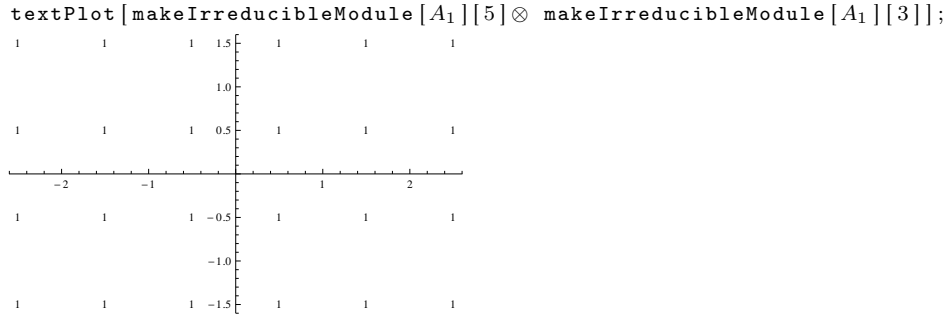 textPlot[makeIrreducibleModule[A₁][5]⊗ makeIrreducibleModule[A₁][3]];
1 1 1 1.5 1 1 1
1.0
1 1 1 0.5 1 1 1
-2 -1 1 2
1 1 1 -0.5 1 1 1
-1.0
1 1 1 -1.5 1 1 1